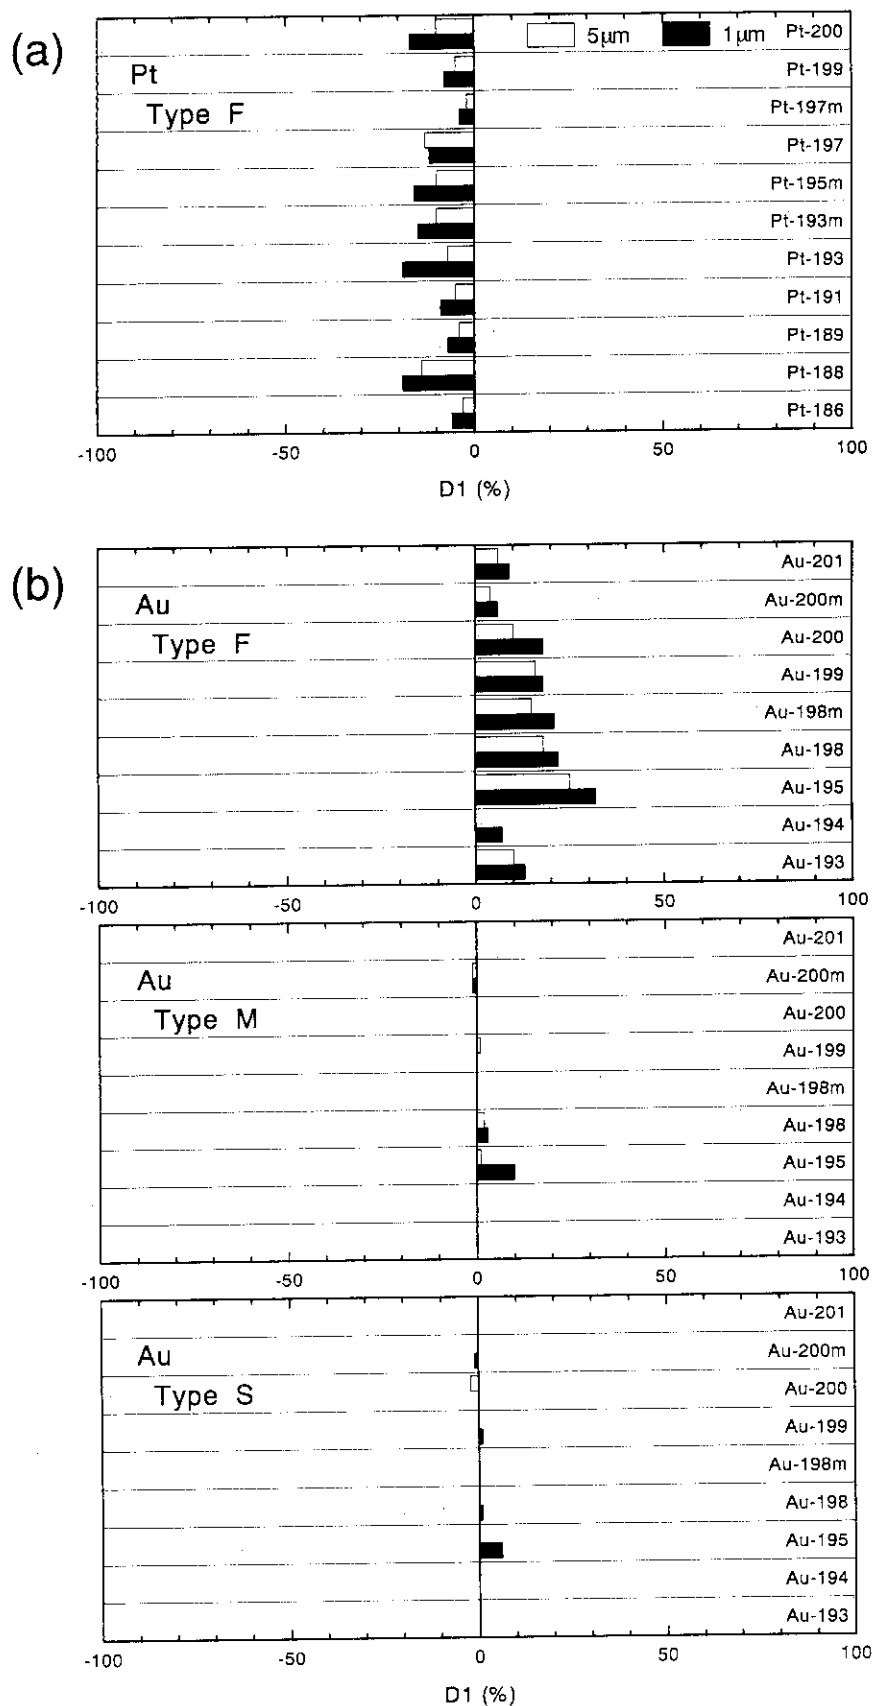 (a)
5μm 1μm Pt-200
Pt Pt-199
Type F Pt-197m
Pt-197
Pt-195m
Pt-193m
Pt-193
Pt-191
Pt-189
Pt-188
Pt-186
-100 -50 0 50 100
D1 (%)
(b)
Au-201
Au Au-200m
Type F Au-200
Au-199
Au-198m
Au-198
Au-195
Au-194
Au-193
-100 -50 0 50 100
Au-201
Au Au-200m
Type M Au-200
Au-199
Au-198m
Au-198
Au-195
Au-194
Au-193
-100 -50 0 50 100
Au-201
Au Au-200m
Type S Au-200
Au-199
Au-198m
Au-198
Au-195
Au-194
Au-193
-100 -50 0 50 100
D1 (%)